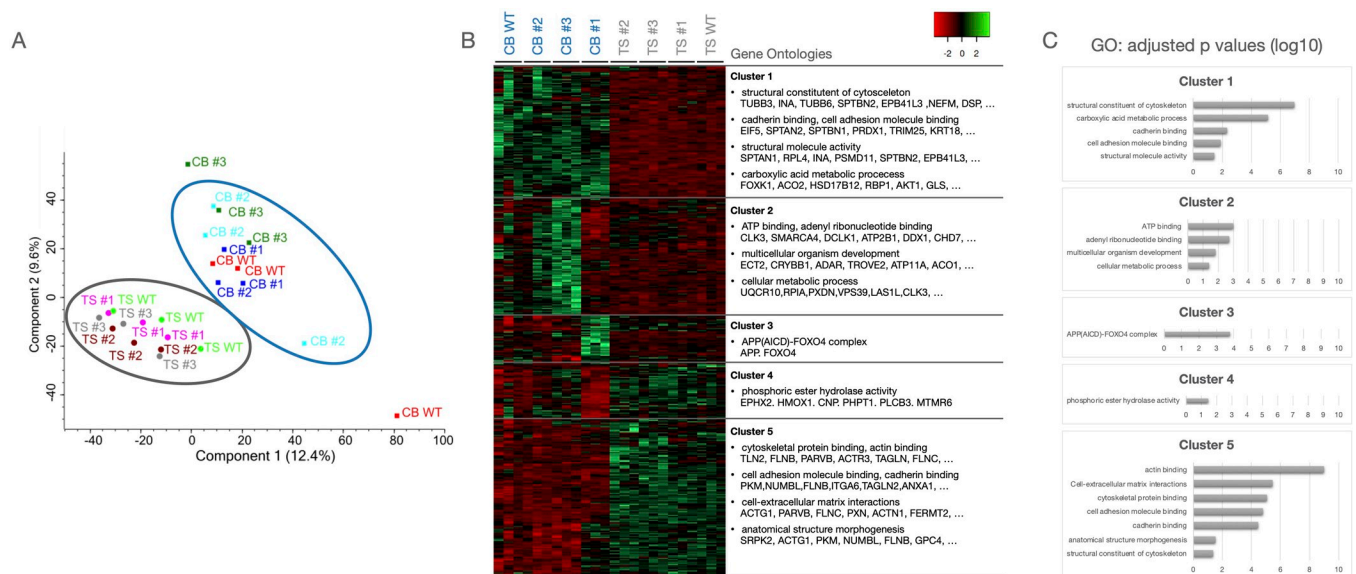 A
Component 2 (9.6%)
40
20
0
-20
-40
-40
-20
0
20
40
60
80
100
Component 1 (12.4%)
CB #3
CB #2
CB #3
CB #2
CB #3
CB #1
CB WT
CB WT
CB #2
CB #1
TS #1
TS WT
TS #3
TS WT
TS #3
TS #1
TS #1
TS #2
TS #2
TS #2
TS WT
TS #3
CB #2
CB WT
B
CB WT
CB #2
CB #3
CB #1
TS #2
TS #3
TS #1
TS WT
-2 0 2
Gene Ontologies
Cluster 1
• structural constitutent of cytosceleton
TUBB3, INA, TUBB6, SPTBN2, EPB41L3 ,NEFM, DSP, …
• cadherin binding, cell adhesion molecule binding
EIF5, SPTAN2, SPTBN1, PRDX1, TRIM25, KRT18, …
• structural molecule activity
SPTAN1, RPL4, INA, PSMD11, SPTBN2, EPB41L3, …
• carboxylic acid metabolic procecess
FOXK1, ACO2, HSD17B12, RBP1, AKT1, GLS, …
Cluster 2
• ATP binding, adenyl ribonucleotide binding
CLK3, SMARCA4, DCLK1, ATP2B1, DDX1, CHD7, …
• multicellular organism development
ECT2, CRYBB1, ADAR, TROVE2, ATP11A, ACO1, …
• cellular metabolic process
UQCR10,RPIA,PXDN,VPS39,LAS1L,CLK3, …
Cluster 3
• APP(AICD)-FOXO4 complex
APP. FOXO4
Cluster 4
• phosphoric ester hydrolase activity
EPHX2. HMOX1. CNP. PHPT1. PLCB3. MTMR6
Cluster 5
• cytoskeletal protein binding, actin binding
TLN2, FLNB, PARVB, ACTR3, TAGLN, FLNC, …
• cell adhesion molecule binding, cadherin binding
PKM,NUMBL,FLNB,ITGA6,TAGLN2,ANXA1, …
• cell-extracellular matrix interactions
ACTG1, PARVB, FLNC, PXN, ACTN1, FERMT2, …
• anatomical structure morphogenesis
SRPK2, ACTG1, PKM, NUMBL, FLNB, GPC4, …
C
GO: adjusted p values (log10)
Cluster 1
structural constituent of cytoskeleton
carboxylic acid metabolic process
cadherin binding
cell adhesion molecule binding
structural molecule activity
0 1 2 3 4 5 6 7 8 9 10
Cluster 2
ATP binding
adenyl ribonucleotide binding
multicellular organism development
cellular metabolic process
0 1 2 3 4 5 6 7 8 9 10
Cluster 3
APP(AICD)-FOXO4 complex
0 1 2 3 4 5 6 7 8 9 10
Cluster 4
phosphoric ester hydrolase activity
0 1 2 3 4 5 6 7 8 9 10
Cluster 5
actin binding
Cell-extracellular matrix interactions
cytoskeletal protein binding
cell adhesion molecule binding
cadherin binding
anatomical structure morphogenesis
structural constituent of cytoskeleton
0 1 2 3 4 5 6 7 8 9 10